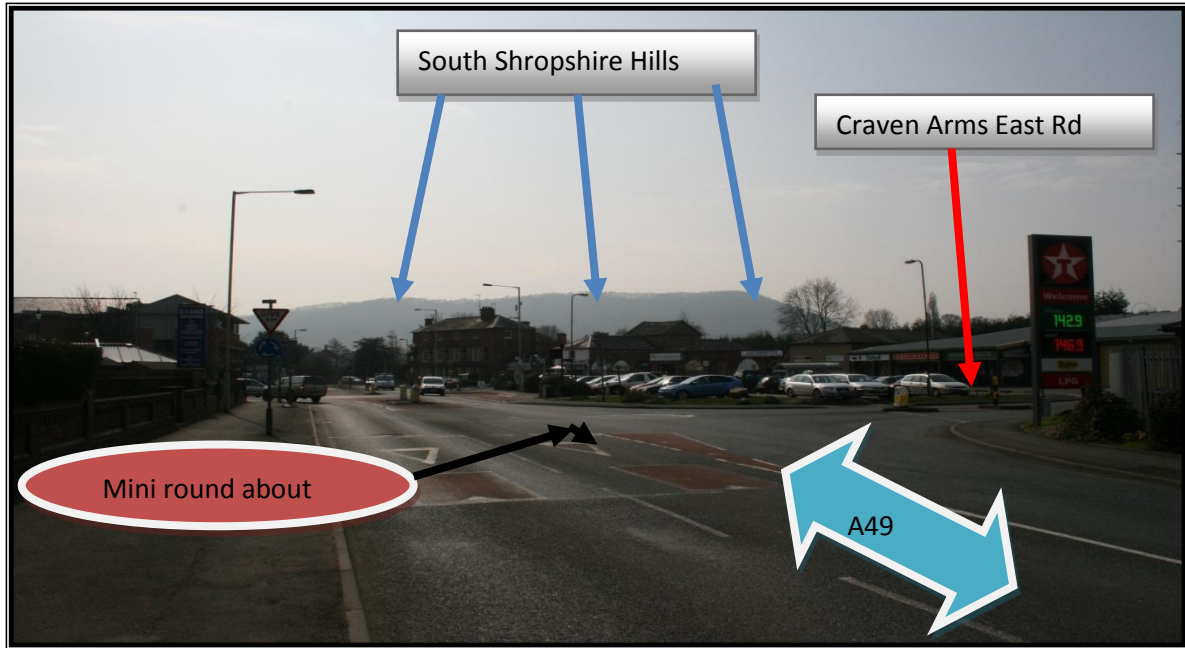 South Shropshire Hills
Craven Arms East Rd
Mini round about
A49
T
Welcome
142.9
146.9
LPG